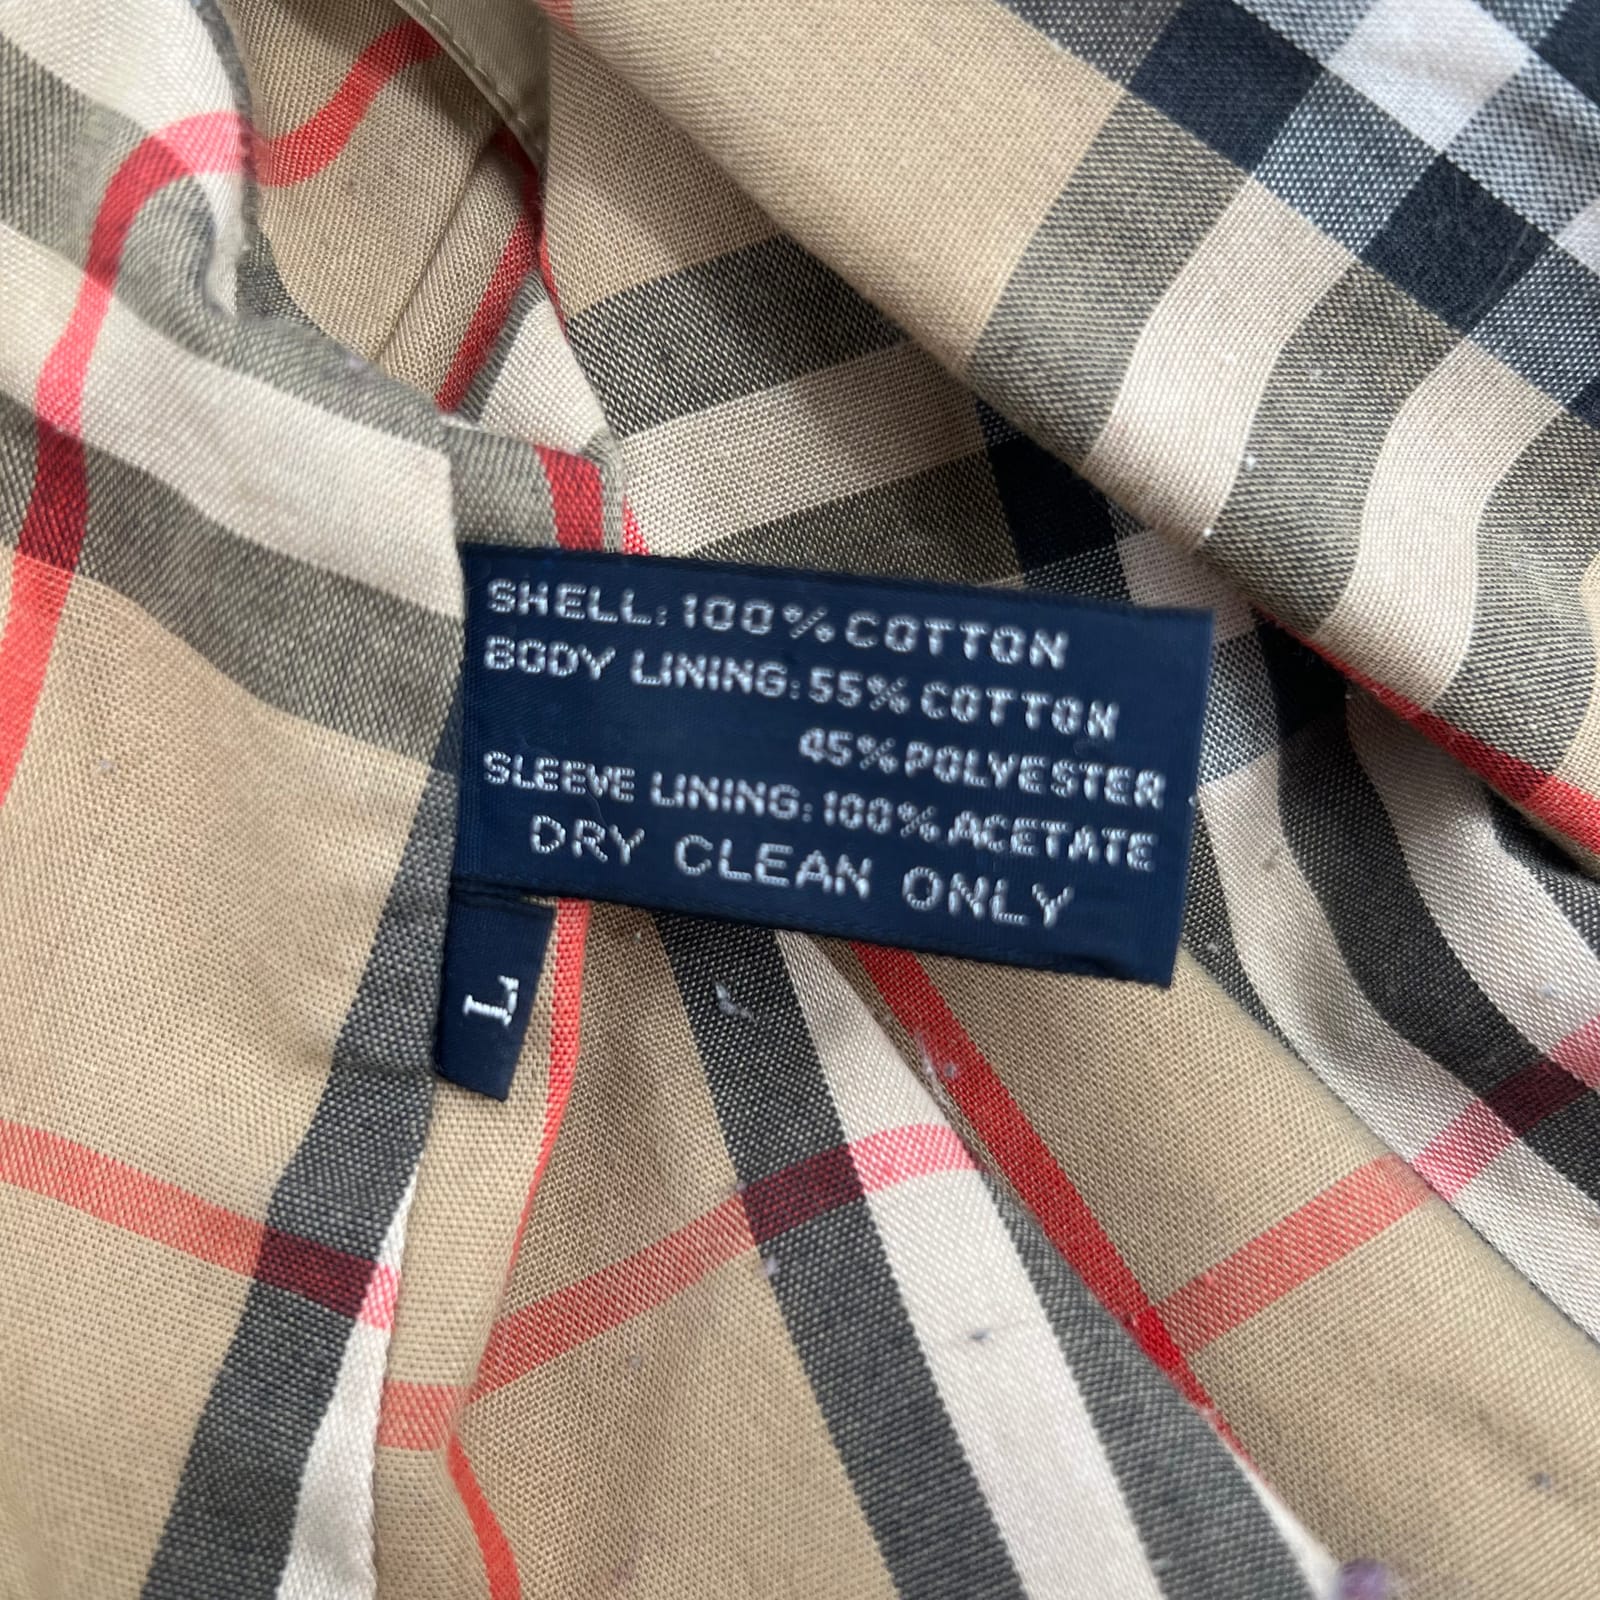 SHELL: 100% COTTON
BODY LINING: 55% COTTON
45% POLYESTER
SLEEVE LINING: 100% ACETATE
DRY CLEAN ONLY
L